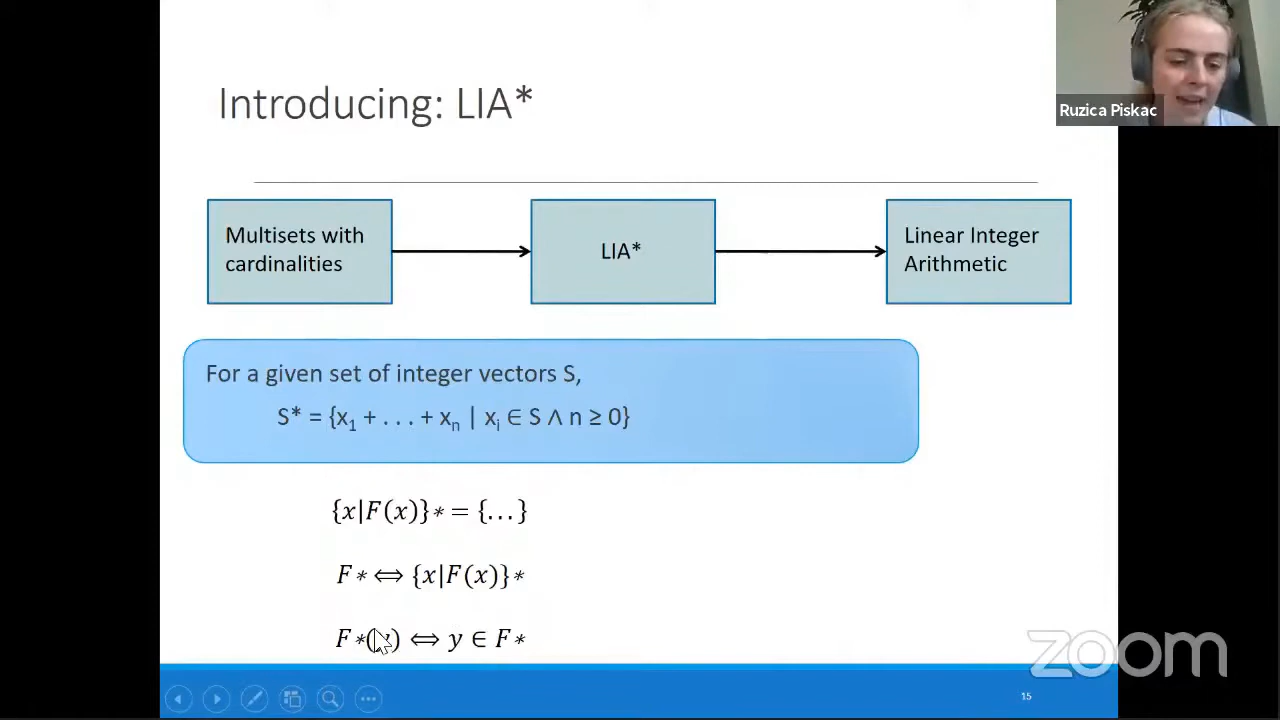 Introducing: LIA*
Ruzica Piskac
Multisets with
cardinalities
LIA*
Linear Integer
Arithmetic
For a given set of integer vectors S,
S* = {x₁ + . . . + xₙ | xᵢ ∈ S ∧ n ≥ 0}
{x|F(x)}∗ = {…}
F∗ ⟺ {x|F(x)}∗
F∗( ) ⟺ y ∈ F∗
zoom
15